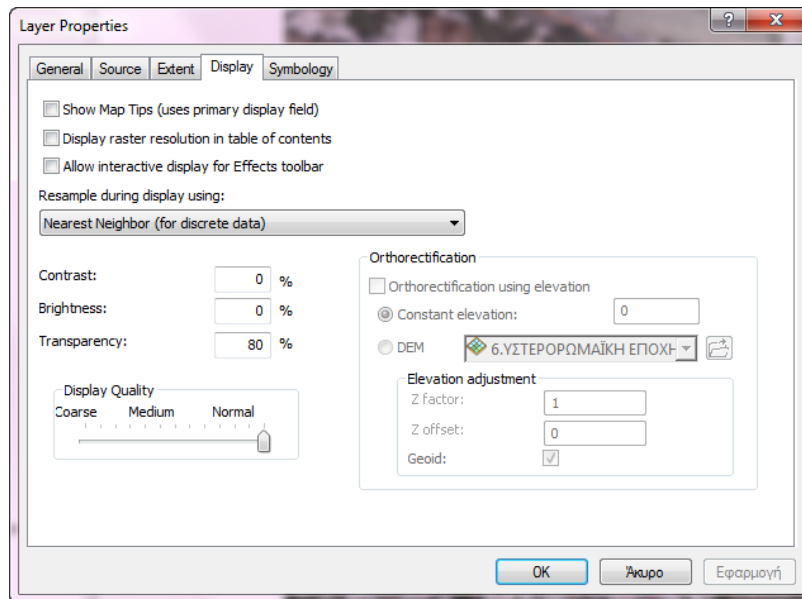 Layer Properties
?
General Source Extent Display Symbology
Show Map Tips (uses primary display field)
Display raster resolution in table of contents
Allow interactive display for Effects toolbar
Resample during display using:
Nearest Neighbor (for discrete data)
Contrast: 0 %
Brightness: 0 %
Transparency: 80 %
Display Quality
Coarse Medium Normal
Orthorectification
Orthorectification using elevation
Constant elevation: 0
DEM 6.ΥΣΤΕΡΟΡΩΜΑΪΚΗ ΕΠΟΧΗ
Elevation adjustment
Z factor: 1
Z offset: 0
Geoid:
OK Άκυρο Εφαρμογή